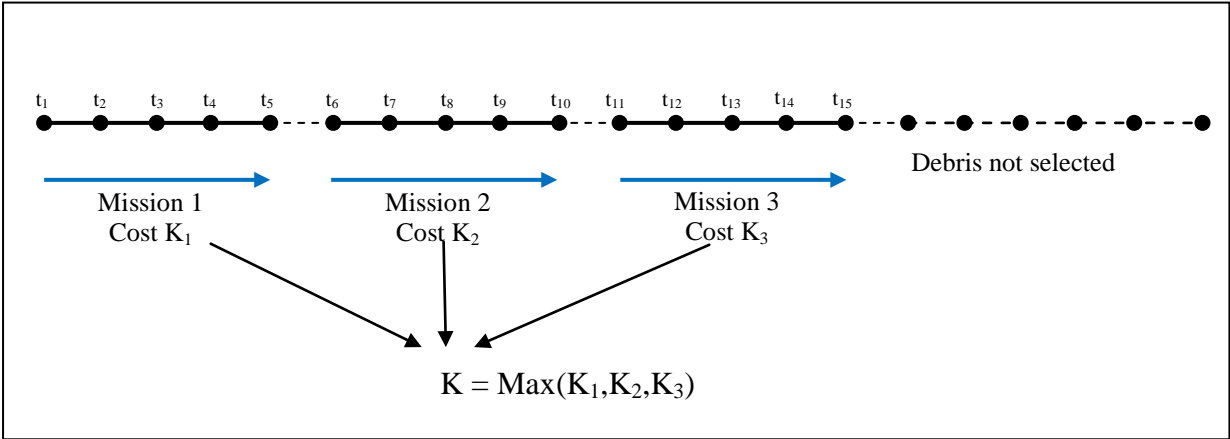 t₁ t₂ t₃ t₄ t₅ t₆ t₇ t₈ t₉ t₁₀ t₁₁ t₁₂ t₁₃ t₁₄ t₁₅
Debris not selected
Mission 1 Mission 2 Mission 3
Cost K₁ Cost K₂ Cost K₃
K = Max(K₁,K₂,K₃)